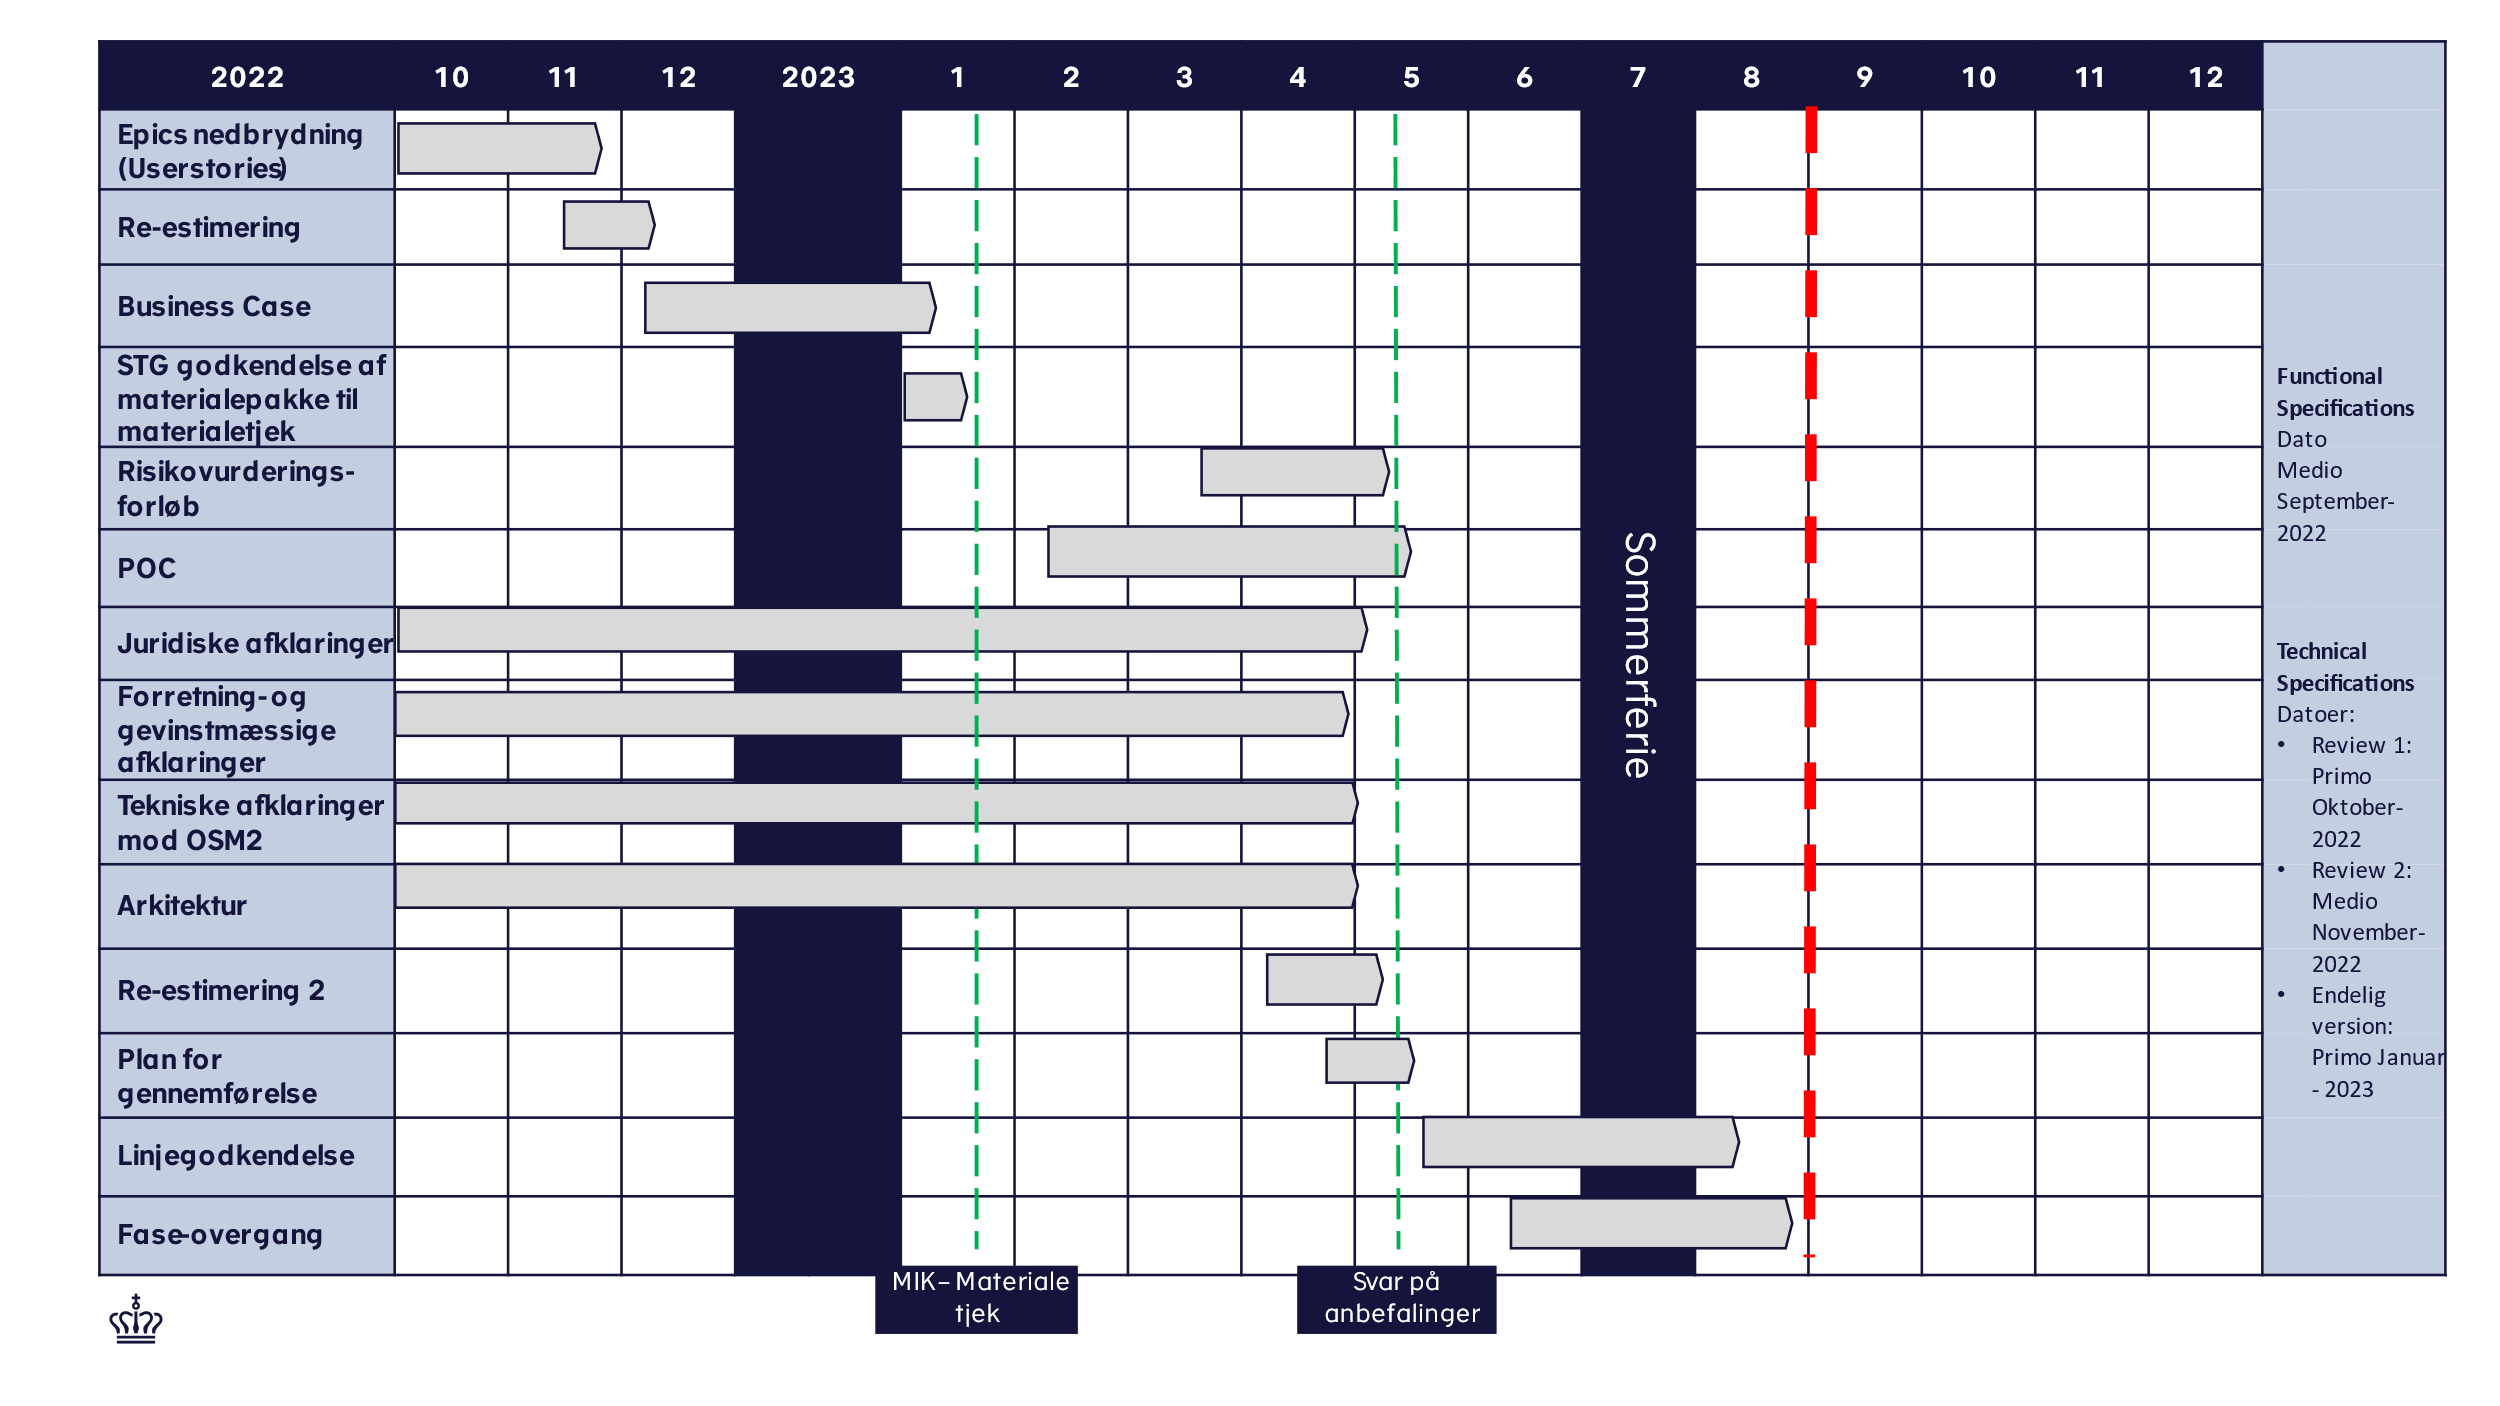 2022 10 11 12 2023 1 2 3 4 5 6 7 8 9 10 11 12
Epics nedbrydning
(Userstories)
Re-estimering
Business Case
STG godkendelse af
materialepakke til
materialetjek
Risikovurderings-
forløb
POC
Juridiske afklaringer
Forretning- og
gevinstmæssige
afklaringer
Tekniske afklaringer
mod OSM2
Arkitektur
Re-estimering 2
Plan for
gennemførelse
Linjegodkendelse
Fase-overgang
Sommerferie
Functional
Specifications
Dato
Medio
September-
2022
Technical
Specifications
Datoer:
• Review 1:
Primo
Oktober-
2022
• Review 2:
Medio
November-
2022
• Endelig
version:
Primo Januar
- 2023
MIK – Materiale
tjek
Svar på
anbefalinger